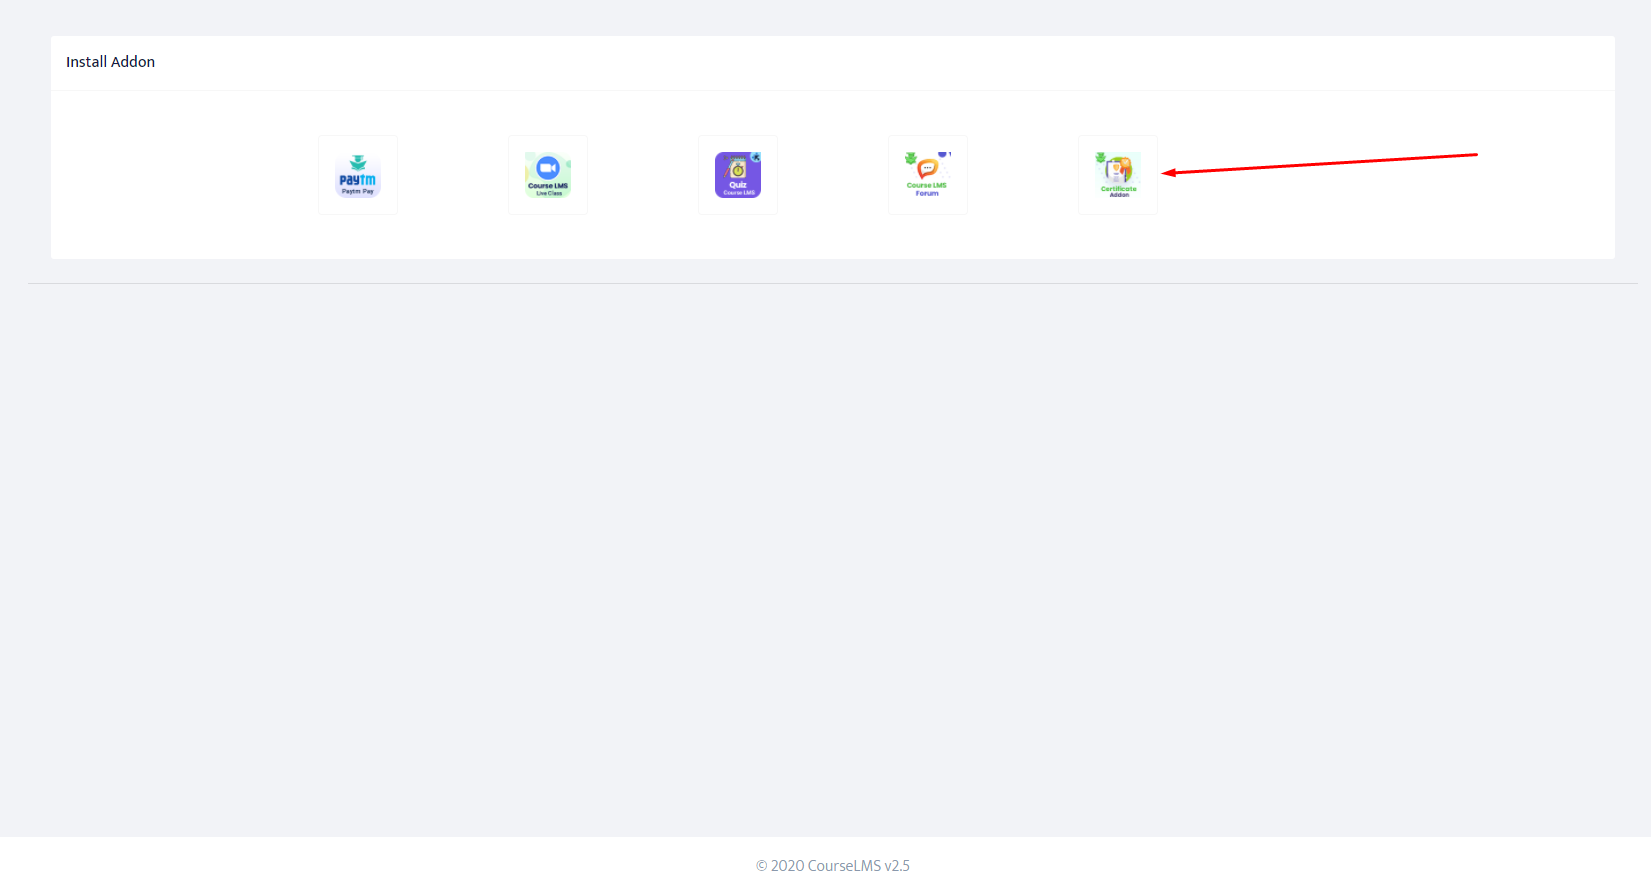 Install Addon
paytm
Paytm Pay
Course LMS
Live Class
Quiz
Course LMS
Course LMS
Forum
Certificate
Addon
© 2020 CourseLMS v2.5